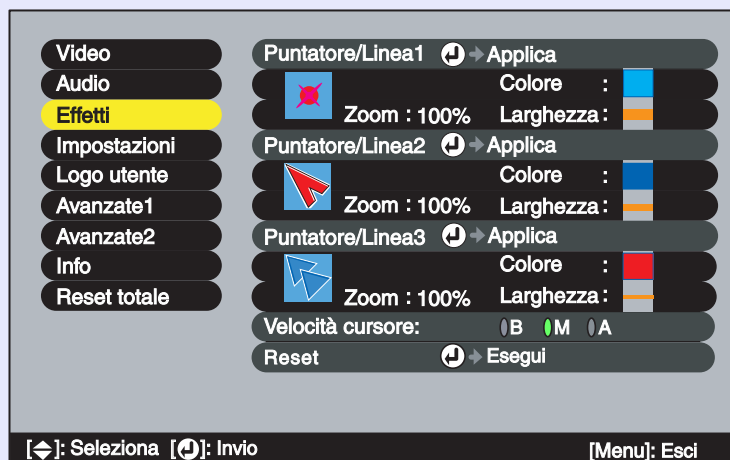 Video
Audio
Effetti
Impostazioni
Logo utente
Avanzate1
Avanzate2
Info
Reset totale
Puntatore/Linea1 Applica
Colore :
Zoom : 100% Larghezza :
Puntatore/Linea2 Applica
Colore :
Zoom : 100% Larghezza :
Puntatore/Linea3 Applica
Colore :
Zoom : 100% Larghezza :
Velocità cursore: B M A
Reset Esegui
[ ]: Seleziona [ ]: Invio [Menu]: Esci